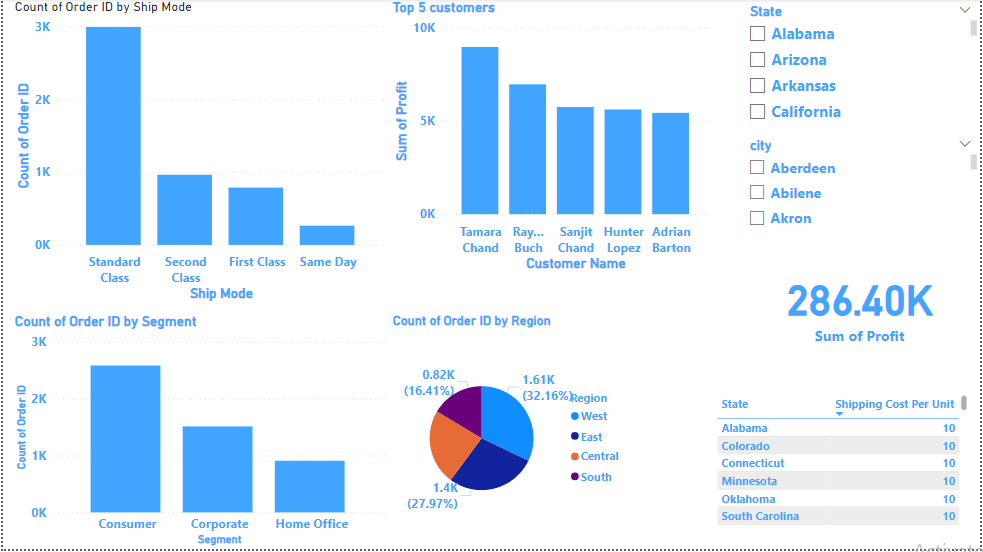 Count of Order ID by Ship Mode
3K
2K
1K
0K
Count of Order ID
Standard
Class
Second
Class
First Class
Same Day
Ship Mode
Top 5 customers
10K
5K
0K
Sum of Profit
Tamara
Chand
Ray...
Buch
Sanjit
Chand
Hunter
Lopez
Adrian
Barton
Customer Name
State
Alabama
Arizona
Arkansas
California
city
Aberdeen
Abilene
Akron
286.40K
Sum of Profit
Count of Order ID by Segment
3K
2K
1K
0K
Count of Order ID
Consumer
Corporate
Home Office
Segment
Count of Order ID by Region
0.82K
(16.41%)
1.61K
(32.16%)
1.4K
(27.97%)
Region
West
East
Central
South
State Shipping Cost Per Unit
Alabama 10
Colorado 10
Connecticut 10
Minnesota 10
Oklahoma 10
South Carolina 10